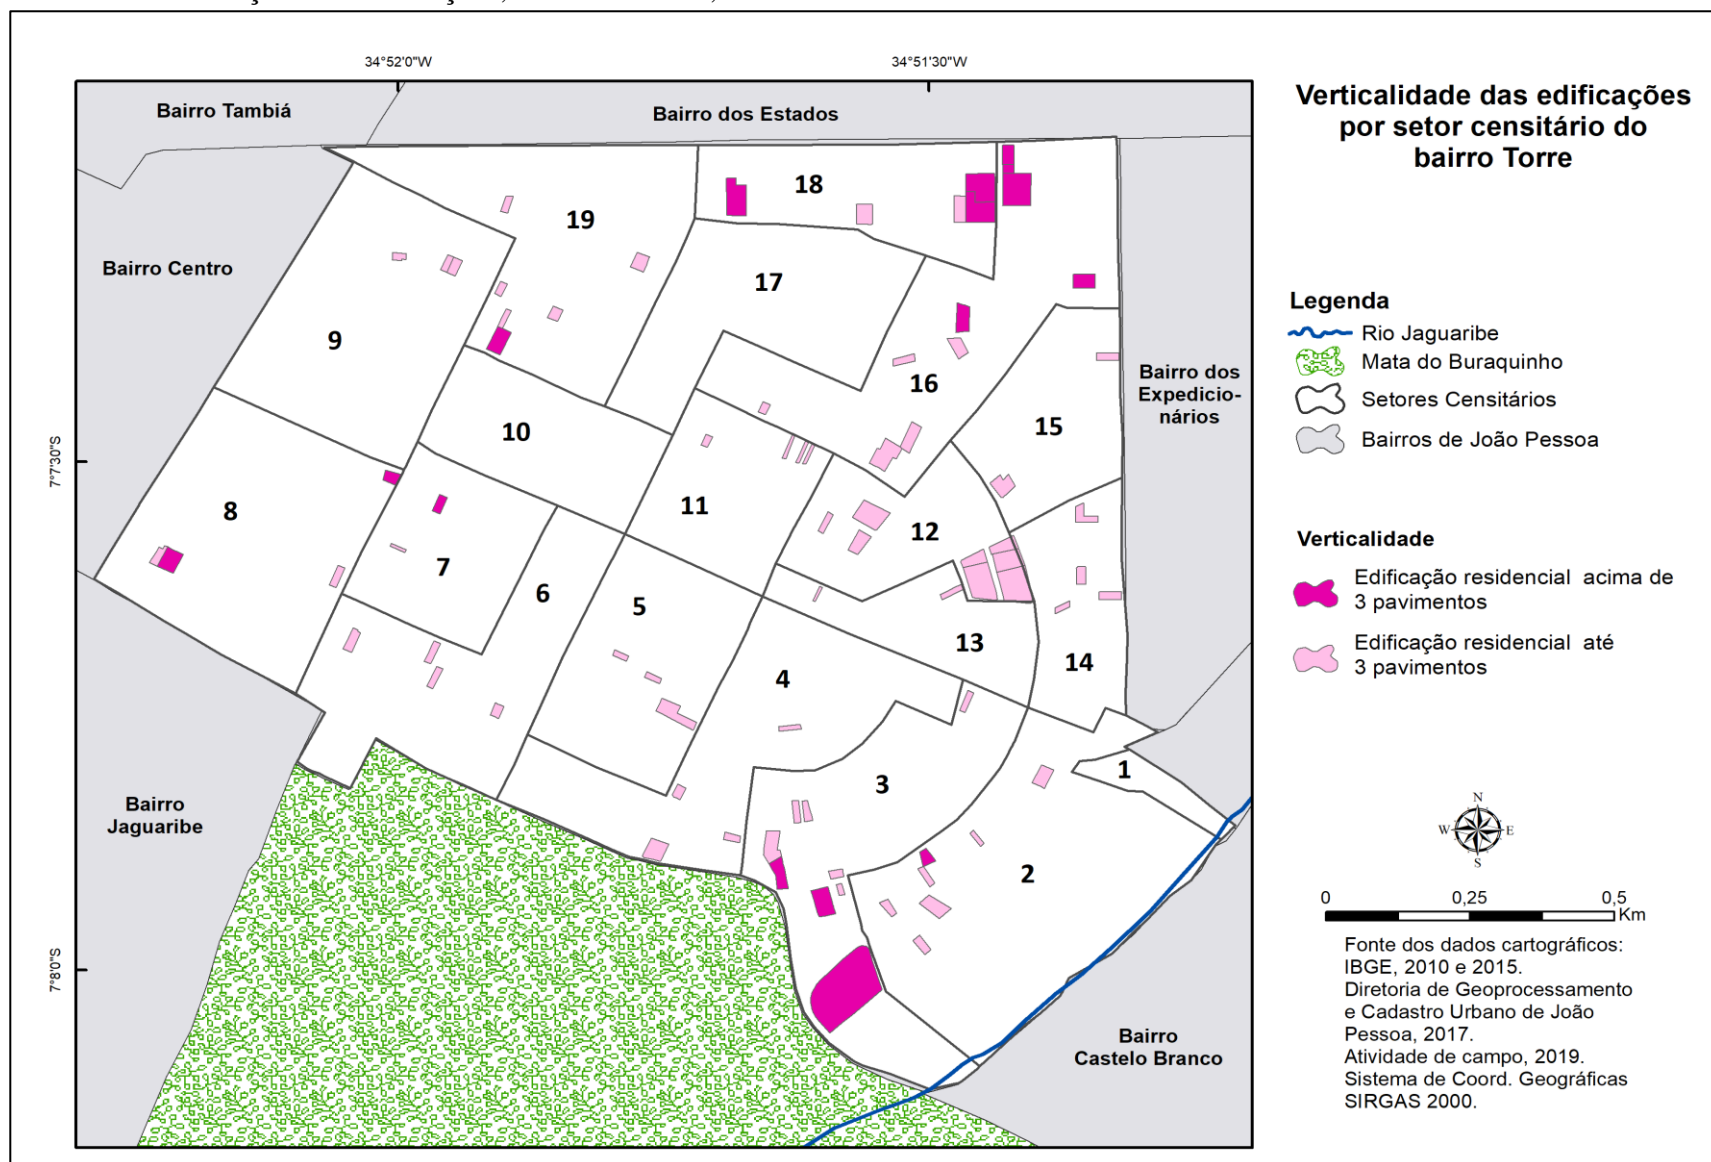 34°52'0"W
34°51'30"W
Bairro Tambiá
Bairro dos Estados
Verticalidade das edificações
por setor censitário do
bairro Torre
18
19
Bairro Centro
17
9
16
10
15
Bairro dos
Expedicio-
nários
7°7'30"S
8
11
12
7
6
5
13
14
4
1
3
2
Bairro
Jaguaribe
7°8'0"S
Bairro
Castelo Branco
Legenda
Rio Jaguaribe
Mata do Buraquinho
Setores Censitários
Bairros de João Pessoa
Verticalidade
Edificação residencial acima de
3 pavimentos
Edificação residencial até
3 pavimentos
N
W E
S
0 0,25 0,5
Km
Fonte dos dados cartográficos:
IBGE, 2010 e 2015.
Diretoria de Geoprocessamento
e Cadastro Urbano de João
Pessoa, 2017.
Atividade de campo, 2019.
Sistema de Coord. Geográficas
SIRGAS 2000.